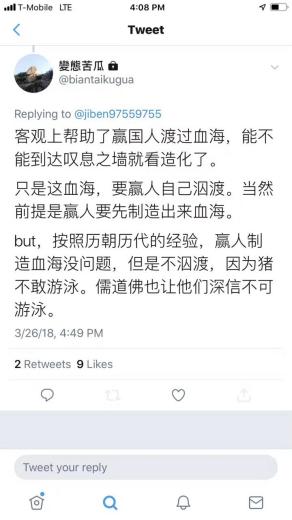 T-Mobile LTE 4:08 PM
Tweet
變態苦瓜
@biantaikugua
Replying to @jiben97559755
客观上帮助了赢国人渡过血海，能不
能到达叹息之墙就看造化了。
只是这血海，要赢人自己泅渡。当然
前提是赢人要先制造出来血海。
but，按照历朝历代的经验，赢人制
造血海没问题，但是不泅渡，因为猪
不敢游泳。儒道佛也让他们深信不可
游泳。
3/26/18, 4:49 PM
2 Retweets 9 Likes
Tweet your reply